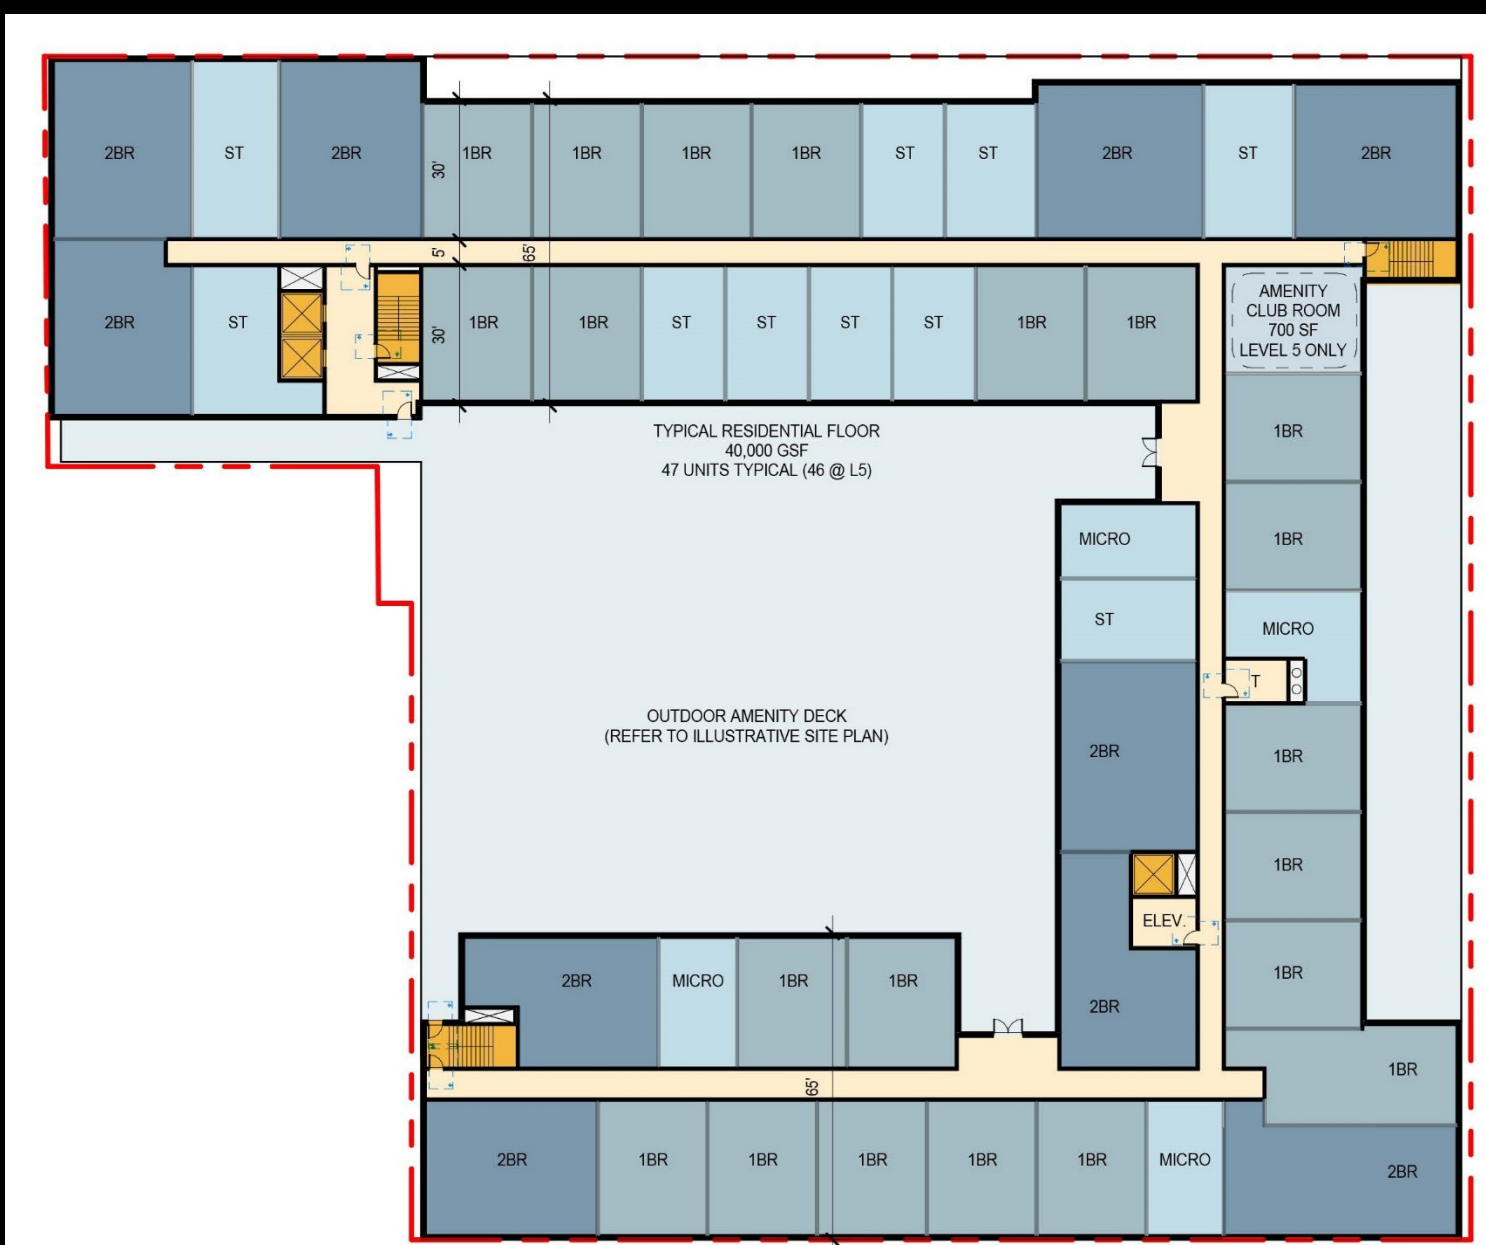 2BR
ST
2BR
1BR
1BR
1BR
1BR
ST
ST
2BR
ST
2BR
30'
5'
65'
2BR
ST
30'
1BR
1BR
ST
ST
ST
ST
1BR
1BR
AMENITY
CLUB ROOM
700 SF
LEVEL 5 ONLY
TYPICAL RESIDENTIAL FLOOR
40,000 GSF
47 UNITS TYPICAL (46 @ L5)
1BR
MICRO
1BR
ST
MICRO
T
OUTDOOR AMENITY DECK
(REFER TO ILLUSTRATIVE SITE PLAN)
2BR
1BR
1BR
ELEV.
2BR
MICRO
1BR
1BR
1BR
2BR
1BR
65'
2BR
1BR
1BR
1BR
1BR
1BR
MICRO
2BR